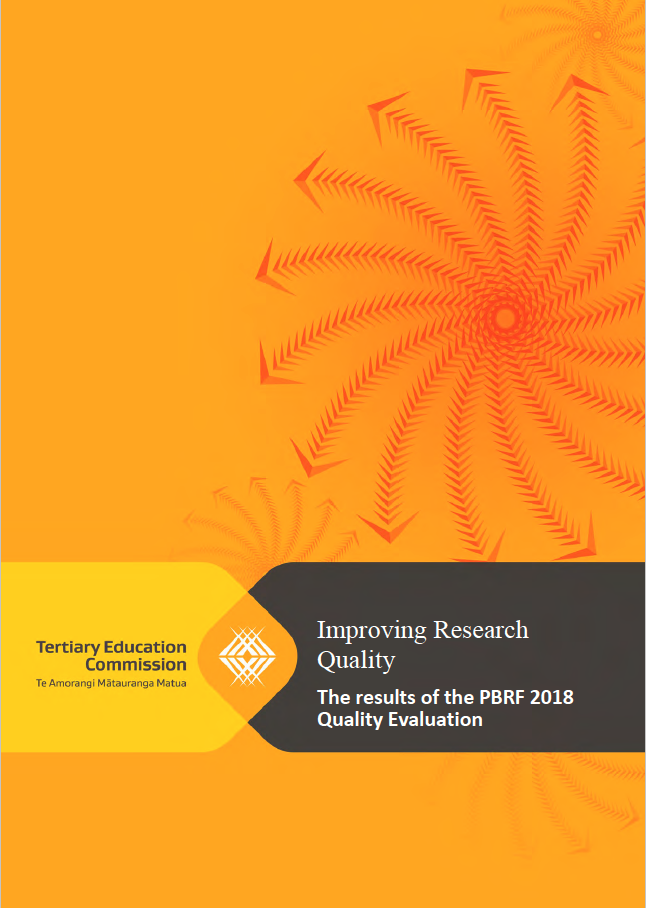 Tertiary Education
Commission
Te Amorangi Mātauranga Matua
Improving Research
Quality
The results of the PBRF 2018
Quality Evaluation